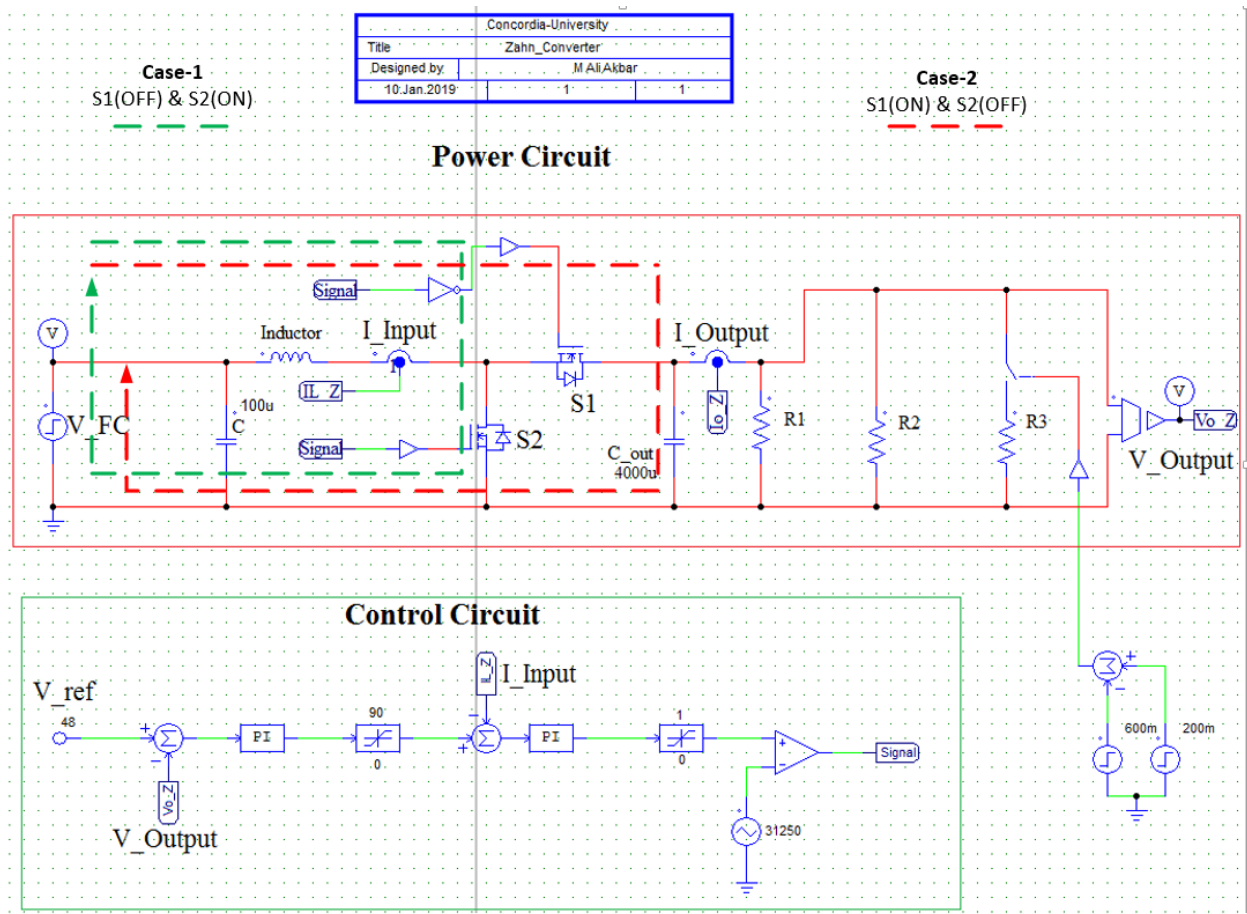 Concordia-University
Title Zahn_Converter
Designed by M Ali Akbar
10.Jan.2019 1 1
Case-1
S1(OFF) & S2(ON)
Case-2
S1(ON) & S2(OFF)
Power Circuit
Signal
Inductor
I_Input
I_Output
V
V
IL_Z
S1
100u
C
V_FC
Io_Z
R1
R2
R3
Vo_Z
Signal
S2
C_out
4000u
V_Output
Control Circuit
IL_Z
I_Input
V_ref
48
90
1
PI
PI
0
0
Signal
Vo_Z
V_Output
31250
600m
200m